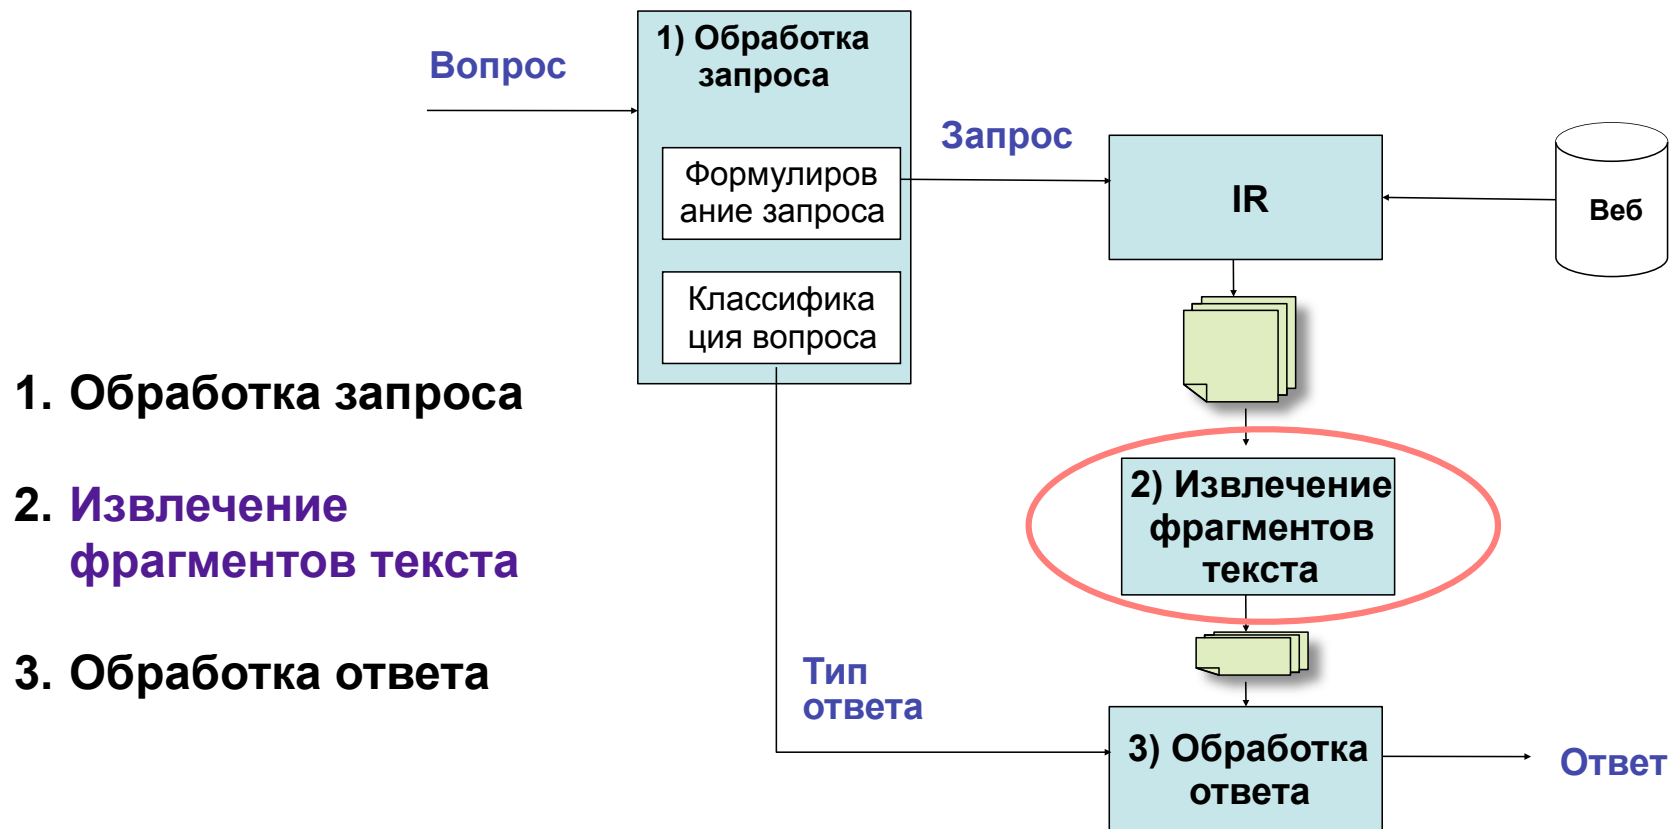 Вопрос
1) Обработка
запроса
Формулиров
ание запроса
Классифика
ция вопроса
Запрос
IR
Веб
1. Обработка запроса
2. Извлечение
фрагментов текста
3. Обработка ответа
2) Извлечение
фрагментов
текста
Тип
ответа
3) Обработка
ответа
Ответ